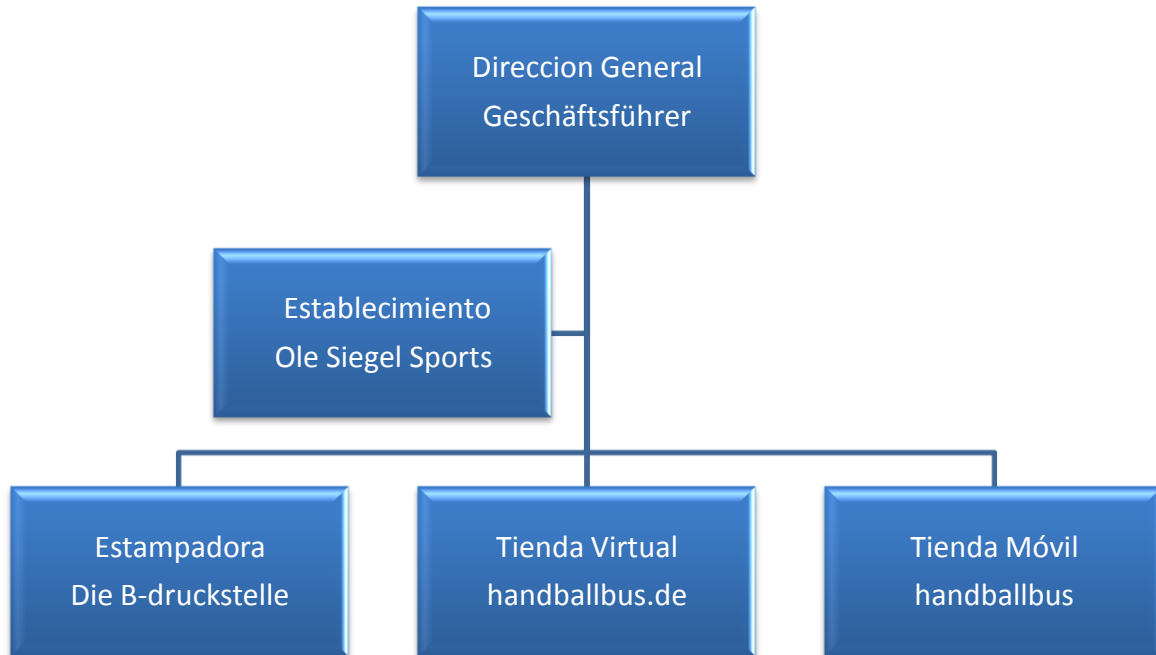 Direccion General
Geschäftsführer
Establecimiento
Ole Siegel Sports
Estampadora
Die B-druckstelle
Tienda Virtual
handballbus.de
Tienda Móvil
handballbus